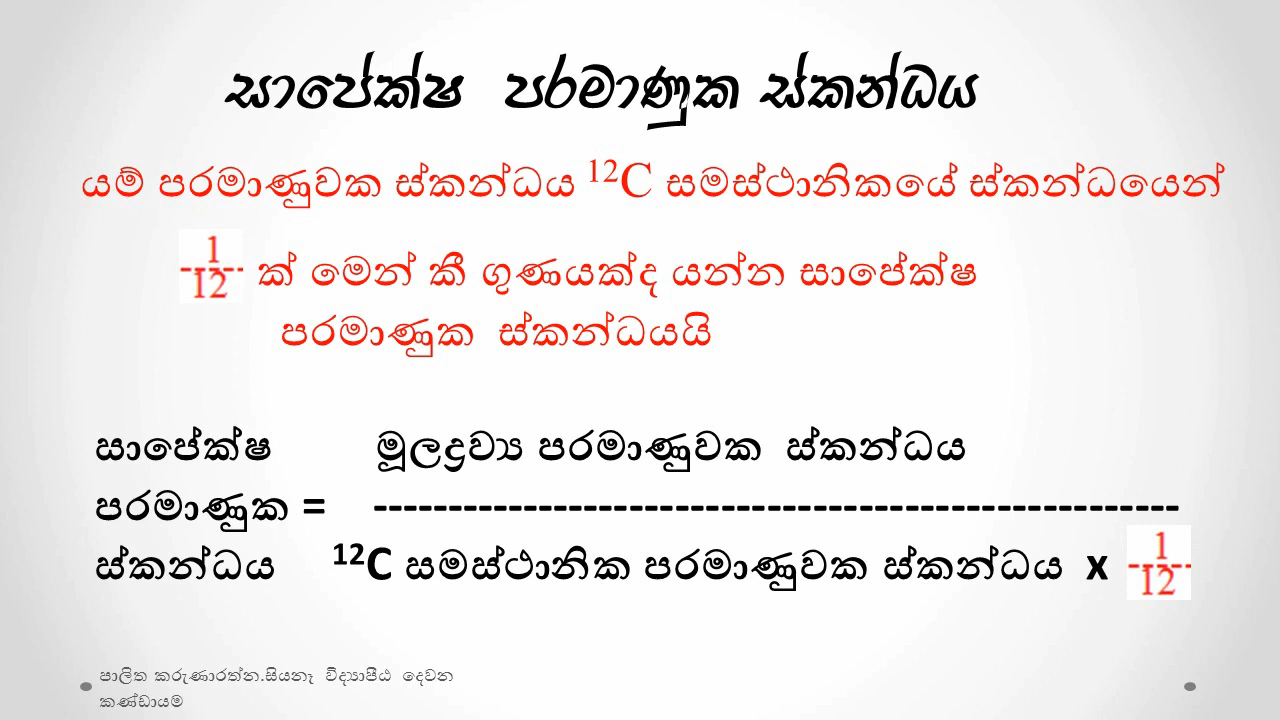 සාපේක්ෂ පරමාණුක ස්කන්ධය
යම් පරමාණුවක ස්කන්ධය ¹²C සමස්ථානිකයේ ස්කන්ධයෙන්
1/12 ක් මෙන් කී ගුණයක්ද යන්න සාපේක්ෂ
පරමාණුක ස්කන්ධයයි
සාපේක්ෂ මූලද්‍රව්‍ය පරමාණුවක ස්කන්ධය
පරමාණුක = ------------------------------------------------------
ස්කන්ධය ¹²C සමස්ථානික පරමාණුවක ස්කන්ධය x 1/12
පාලිත කරුණාරත්න.සියනෑ විද්‍යාපීඨ දෙවන
කණ්ඩායම